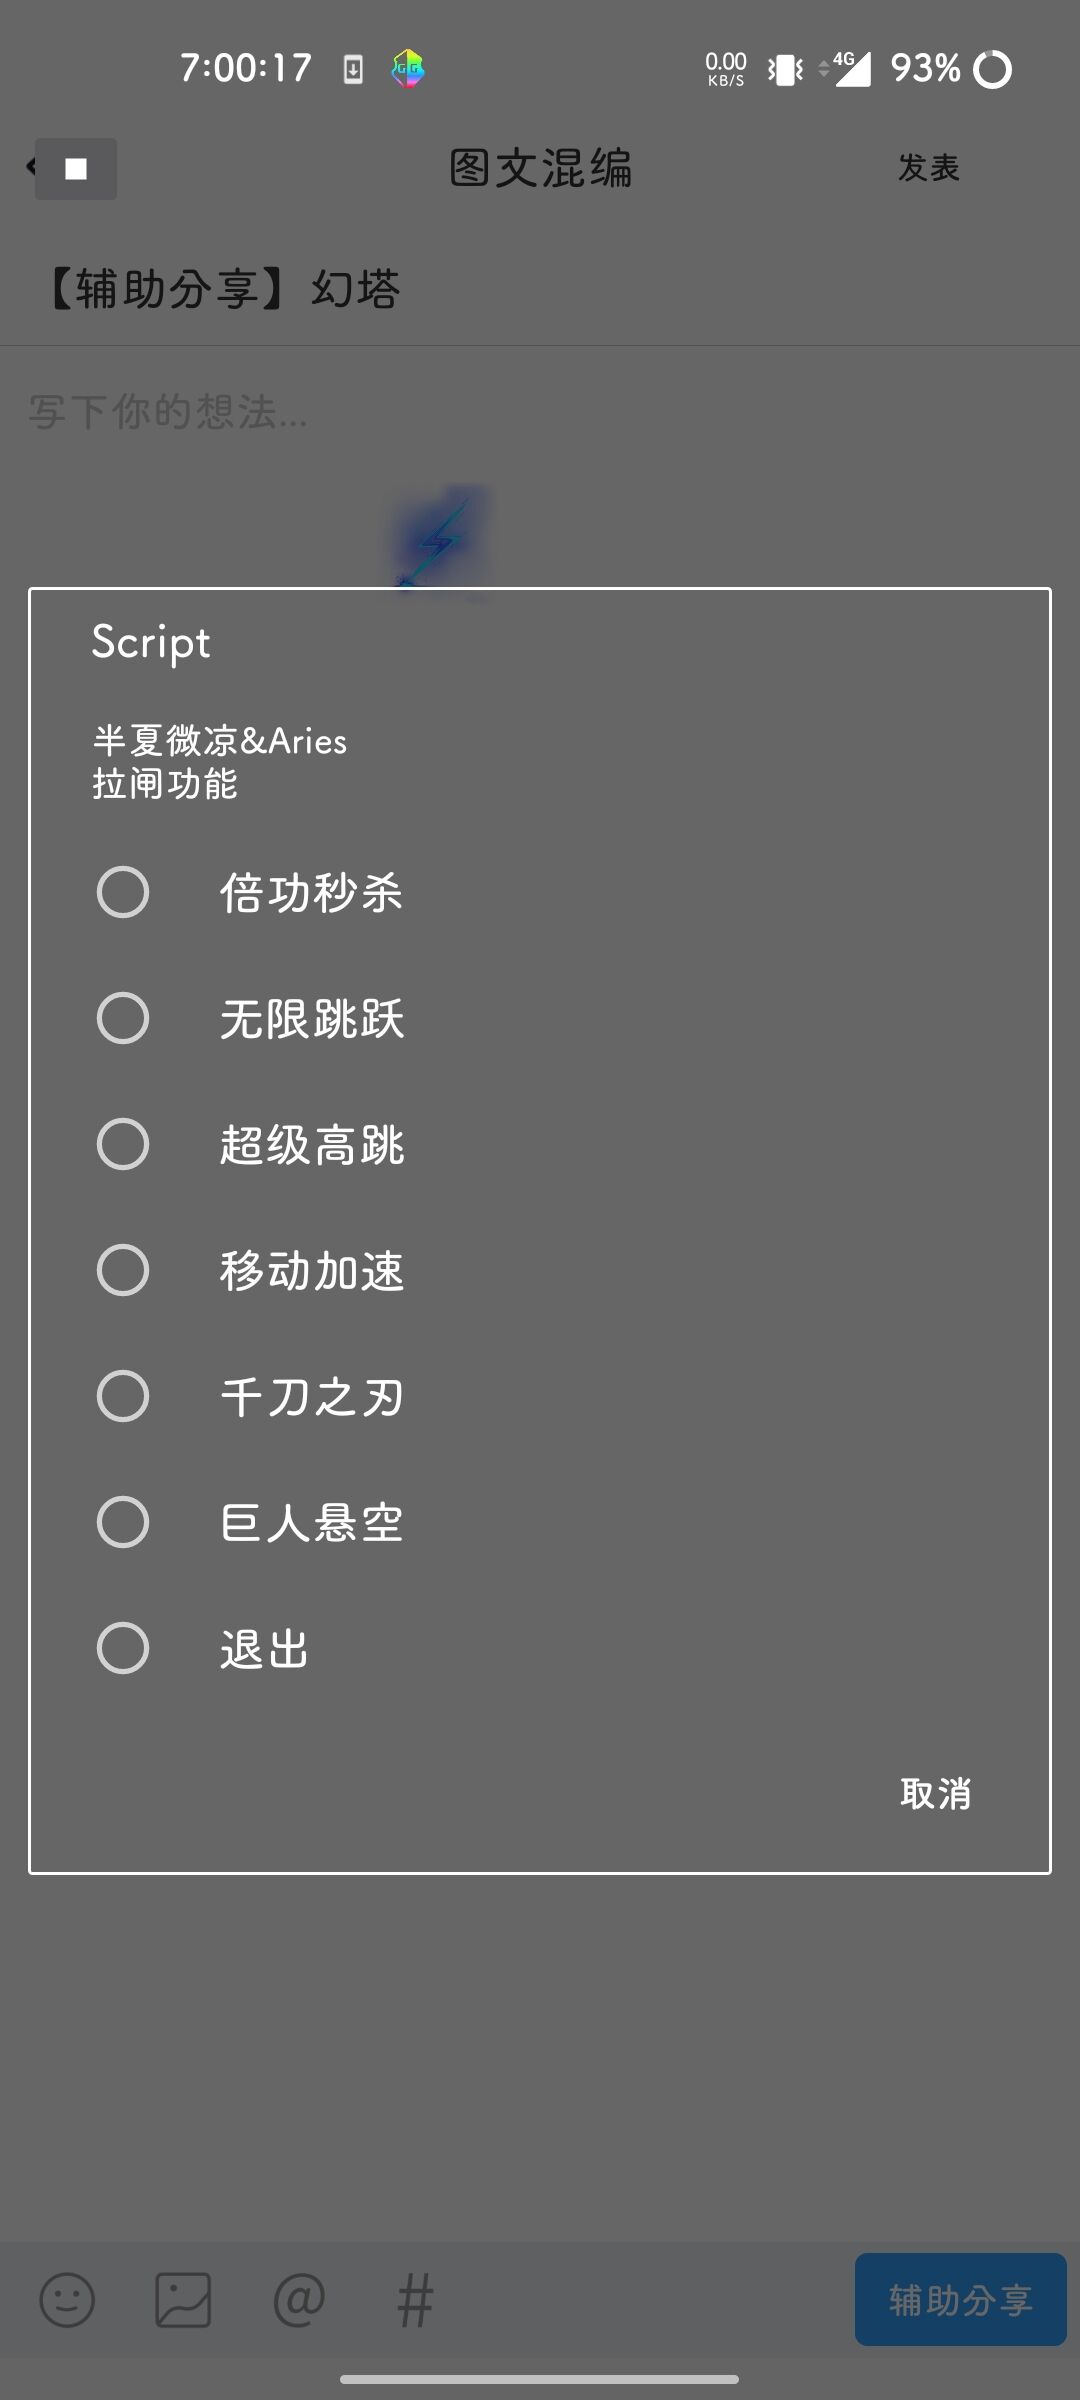 7:00:17
GG
0.00
KB/S
4G
93%
图文混编
发表
【辅助分享】幻塔
写下你的想法...
Script
半夏微凉&Aries
拉闸功能
倍功秒杀
无限跳跃
超级高跳
移动加速
千刀之刃
巨人悬空
退出
取消
@
#
辅助分享